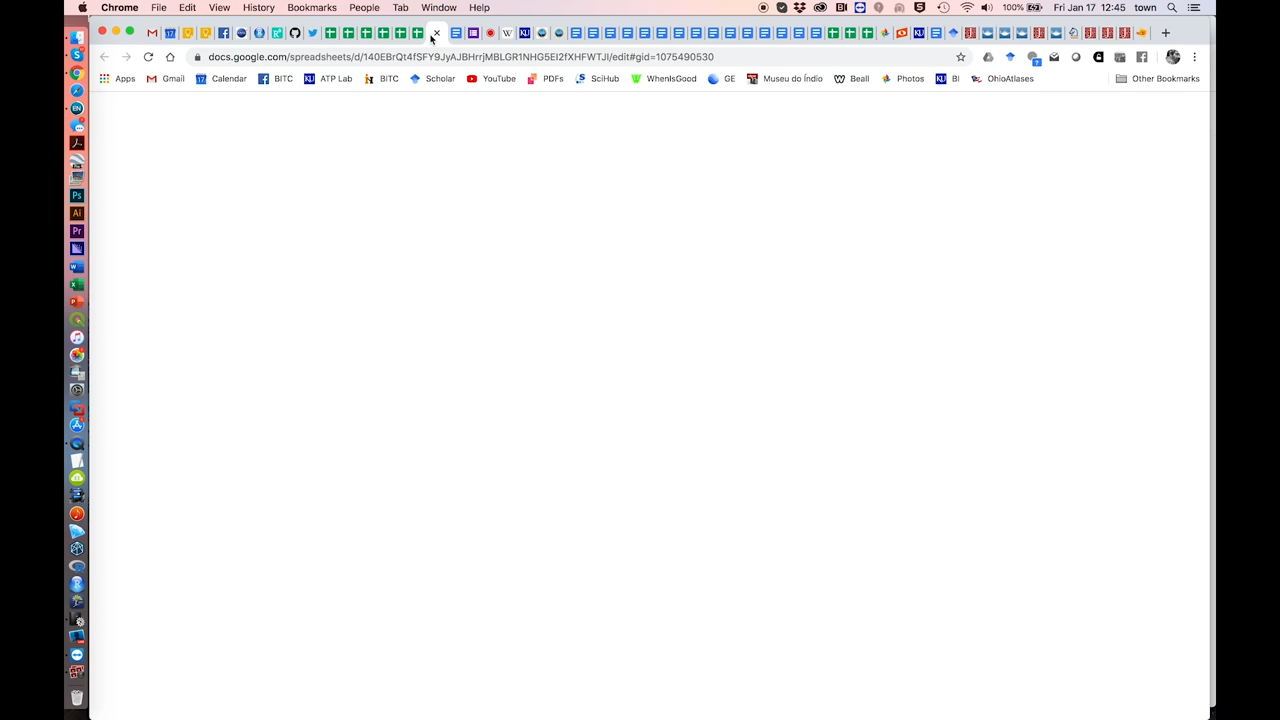 Chrome File Edit View History Bookmarks People Tab Window Help 100% Fri Jan 17 12:45 town
docs.google.com/spreadsheets/d/140EBrQt4fSFY9JyAJBHrrjMBLGR1NHG5EI2fXHFWTJI/edit#gid=1075490530
Apps Gmail Calendar BITC ATP Lab BITC Scholar YouTube PDFs SciHub WhenIsGood GE Museu do Índio Beall Photos BI OhioAtlases Other Bookmarks